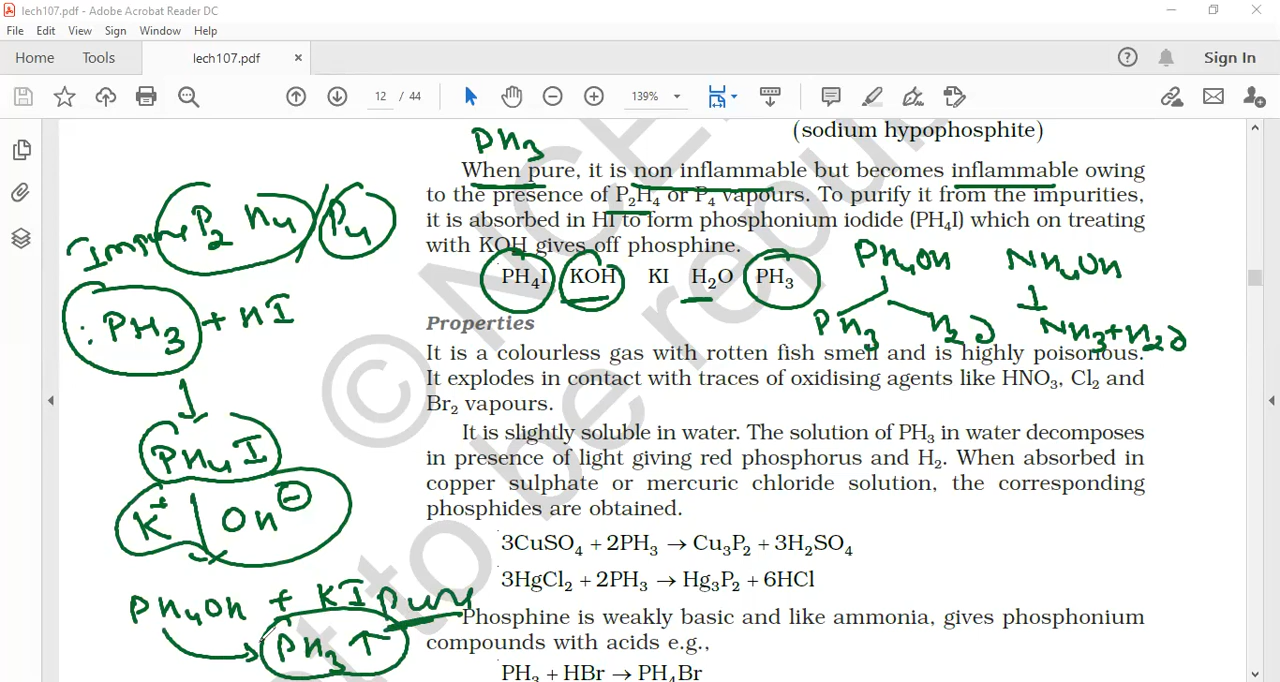 lech107.pdf - Adobe Acrobat Reader DC
File Edit View Sign Window Help
Home Tools lech107.pdf × Sign In
12 / 44 139%
(sodium hypophosphite)
PH3
When pure, it is non inflammable but becomes inflammable owing
to the presence of P2H4 or P4 vapours. To purify it from the impurities,
it is absorbed in HI to form phosphonium iodide (PH4I) which on treating
with KOH gives off phosphine.
PH4I KOH KI H2O PH3
Impure P2H4 / P4
PH3 + HI
PH4I
K+ OH−
PH4OH + KI pure
PH3 ↑
PH4OH
PH3 H2O
NH4OH
↓
NH3 + H2O
Properties
It is a colourless gas with rotten fish smell and is highly poisonous.
It explodes in contact with traces of oxidising agents like HNO3, Cl2 and
Br2 vapours.
It is slightly soluble in water. The solution of PH3 in water decomposes
in presence of light giving red phosphorus and H2. When absorbed in
copper sulphate or mercuric chloride solution, the corresponding
phosphides are obtained.
3CuSO4 + 2PH3 → Cu3P2 + 3H2SO4
3HgCl2 + 2PH3 → Hg3P2 + 6HCl
Phosphine is weakly basic and like ammonia, gives phosphonium
compounds with acids e.g.,
PH3 + HBr → PH4Br